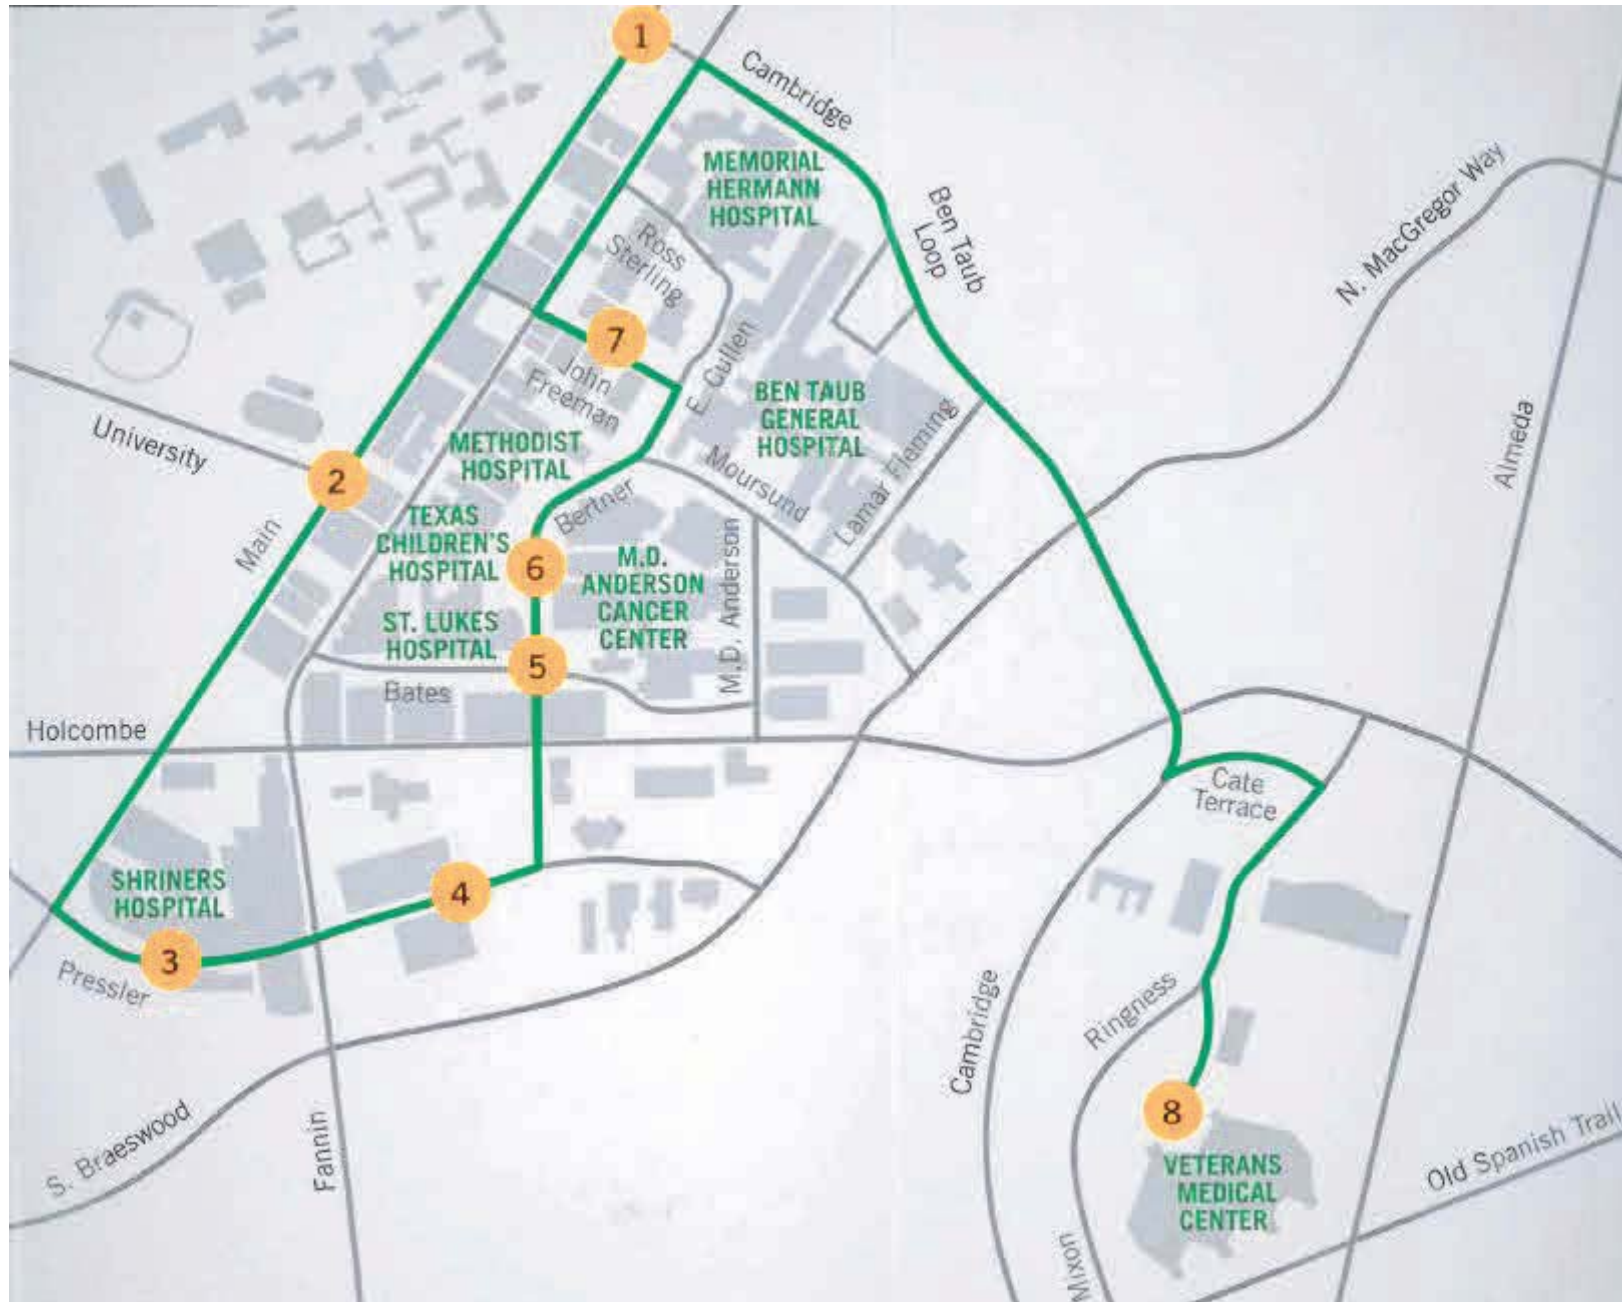 1
Cambridge
MEMORIAL
HERMANN
HOSPITAL
N. MacGregor Way
Ben Taub
Loop
Ross
Sterling
7
John
Freeman
E. Cullen
BEN TAUB
GENERAL
HOSPITAL
Almeda
University
METHODIST
HOSPITAL
Moursund
Lamar Fleming
2
Main
TEXAS
CHILDREN'S
HOSPITAL
Bertner
6
M.D.
ANDERSON
CANCER
CENTER
M.D. Anderson
ST. LUKES
HOSPITAL
5
Bates
Holcombe
Cate
Terrace
SHRINERS
HOSPITAL
4
3
Pressler
Cambridge
Ringness
8
S. Braeswood
Fannin
VETERANS
MEDICAL
CENTER
Old Spanish Trail
Mixon